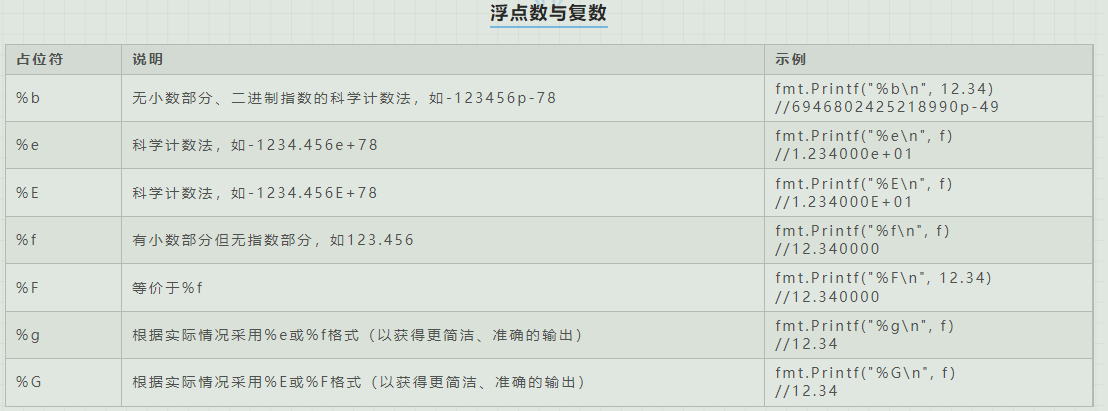 浮点数与复数
占位符 说明 示例
%b 无小数部分、二进制指数的科学计数法，如-123456p-78 fmt.Printf("%b\n", 12.34)
//6946802425218990p-49
%e 科学计数法，如-1234.456e+78 fmt.Printf("%e\n", f)
//1.234000e+01
%E 科学计数法，如-1234.456E+78 fmt.Printf("%E\n", f)
//1.234000E+01
%f 有小数部分但无指数部分，如123.456 fmt.Printf("%f\n", f)
//12.340000
%F 等价于%f fmt.Printf("%F\n", 12.34)
//12.340000
%g 根据实际情况采用%e或%f格式（以获得更简洁、准确的输出） fmt.Printf("%g\n", f)
//12.34
%G 根据实际情况采用%E或%F格式（以获得更简洁、准确的输出） fmt.Printf("%G\n", f)
//12.34